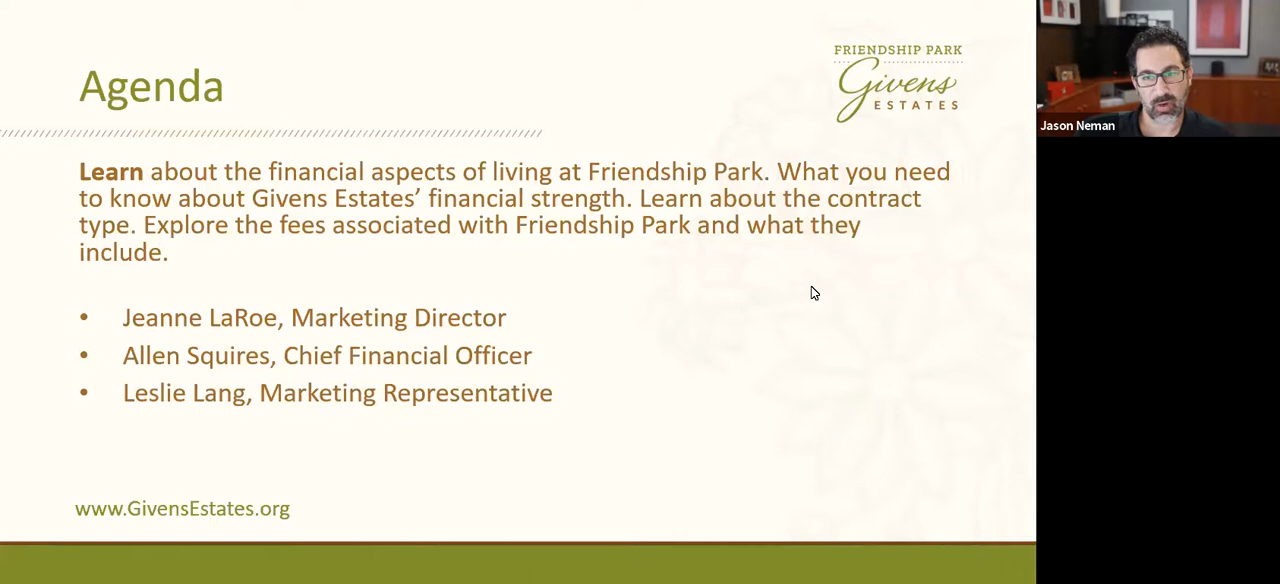 Agenda
FRIENDSHIP PARK
Givens
ESTATES
Learn about the financial aspects of living at Friendship Park. What you need
to know about Givens Estates’ financial strength. Learn about the contract
type. Explore the fees associated with Friendship Park and what they
include.
• Jeanne LaRoe, Marketing Director
• Allen Squires, Chief Financial Officer
• Leslie Lang, Marketing Representative
www.GivensEstates.org
Jason Neman